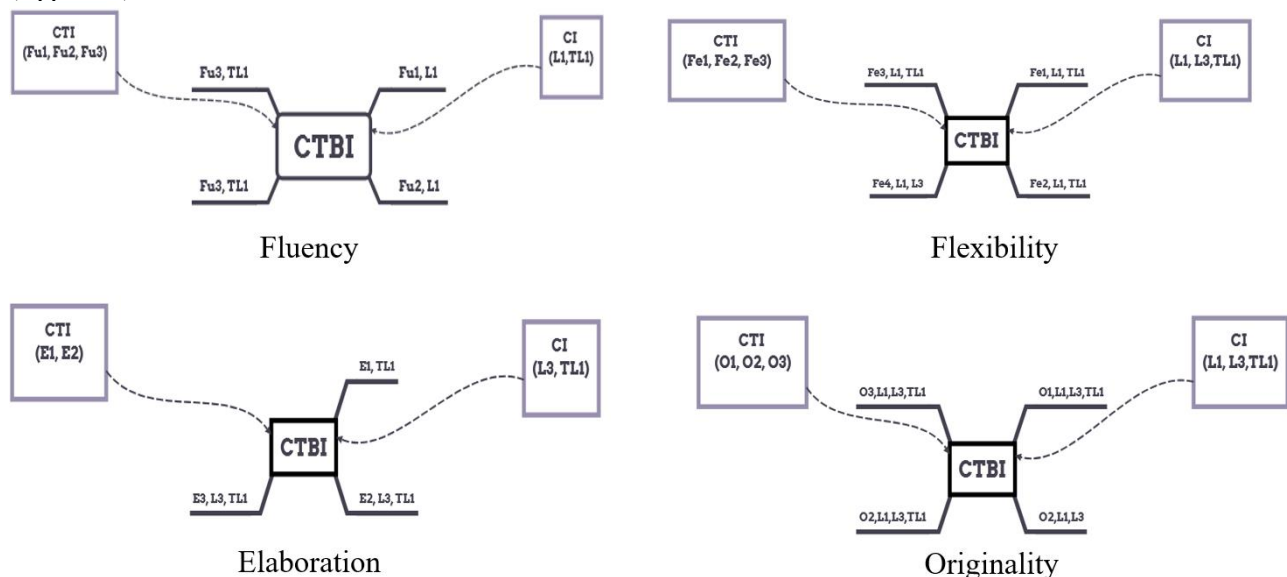 CTI
(Fu1, Fu2, Fu3)
CI
(L1,TL1)
Fu3, TL1
Fu1, L1
CTBI
Fu3, TL1
Fu2, L1
Fluency
CTI
(Fe1, Fe2, Fe3)
CI
(L1, L3,TL1)
Fe3, L1, TL1
Fe1, L1, TL1
CTBI
Fe4, L1, L3
Fe2, L1, TL1
Flexibility
CTI
(E1, E2)
CI
(L3, TL1)
E1, TL1
CTBI
E3, L3, TL1
E2, L3, TL1
Elaboration
CTI
(O1, O2, O3)
CI
(L1, L3,TL1)
O3,L1,L3,TL1
O1,L1,L3,TL1
CTBI
O2,L1,L3,TL1
O2,L1,L3
Originality